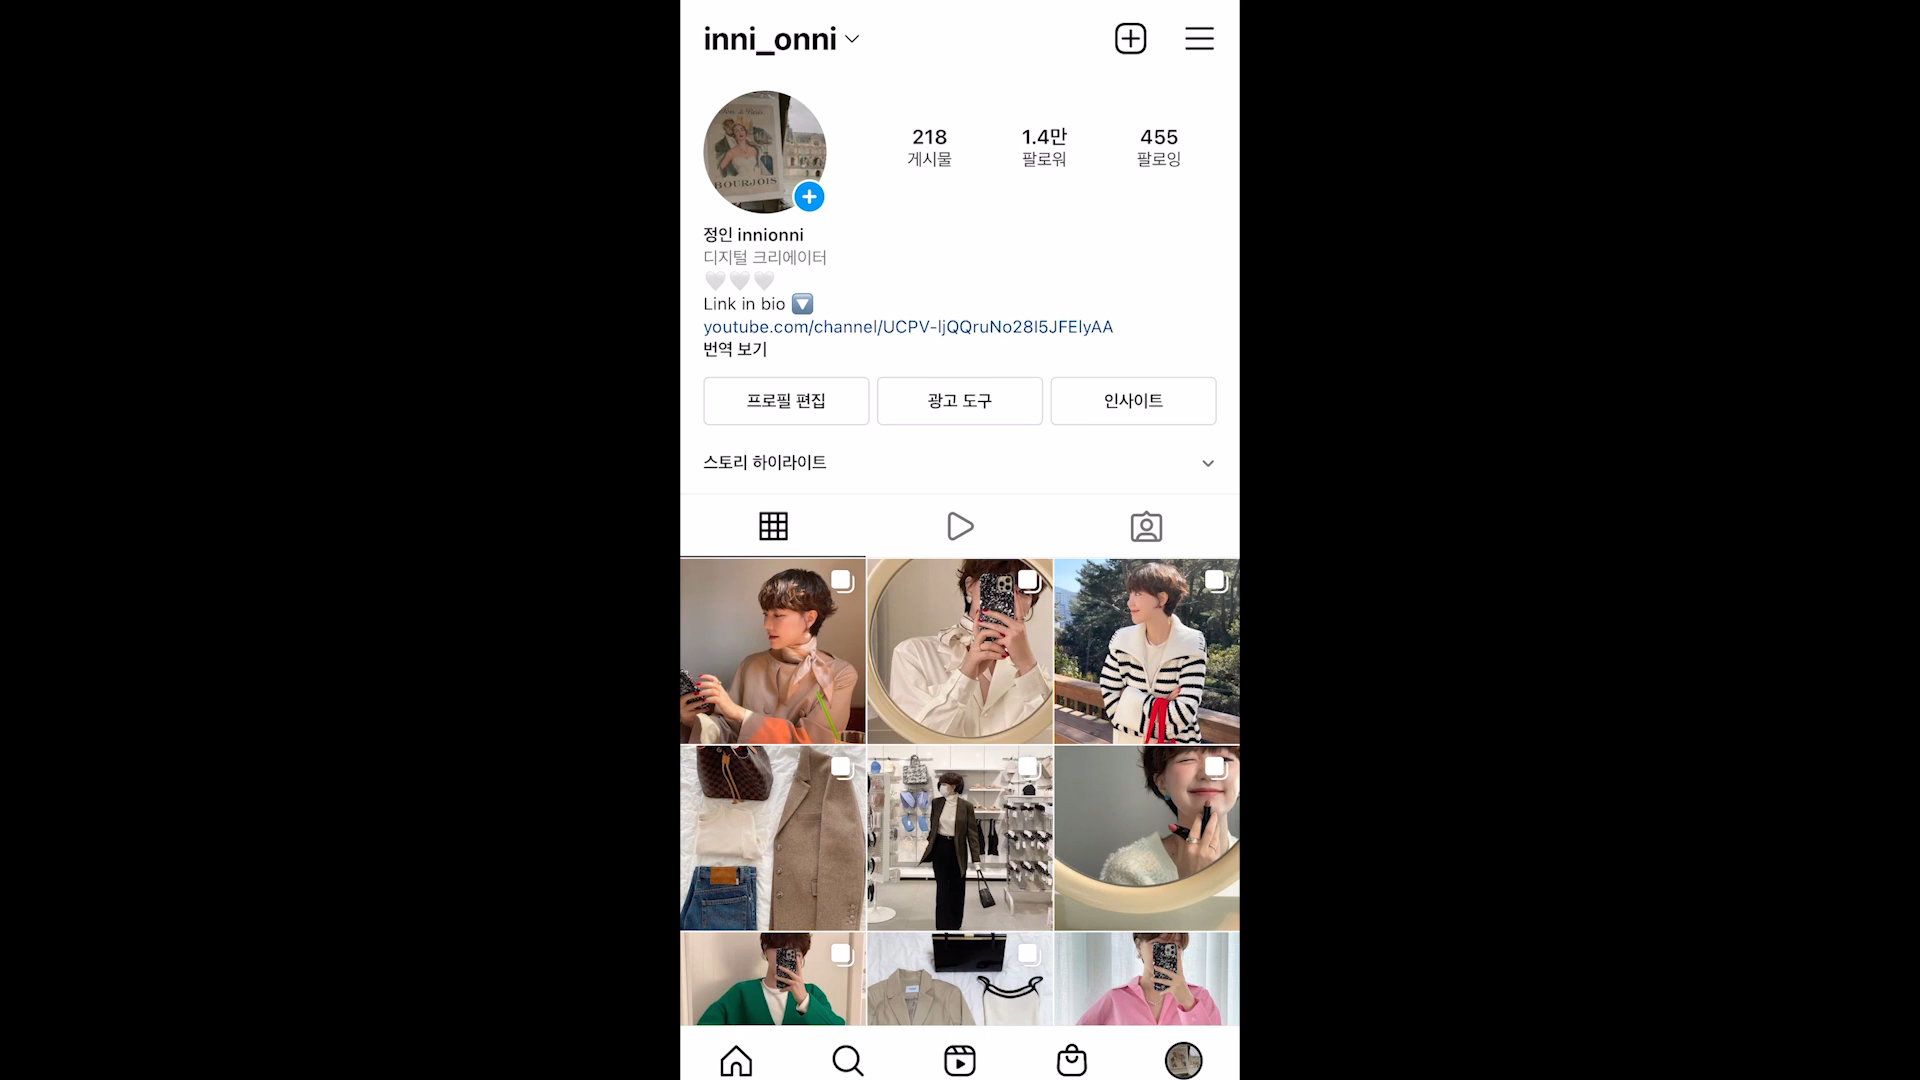 inni_onni
BOURJOIS
218
게시물
1.4만
팔로워
455
팔로잉
정인 innionni
디지털 크리에이터
Link in bio
youtube.com/channel/UCPV-ljQQruNo28I5JFEIyAA
번역 보기
프로필 편집
광고 도구
인사이트
스토리 하이라이트